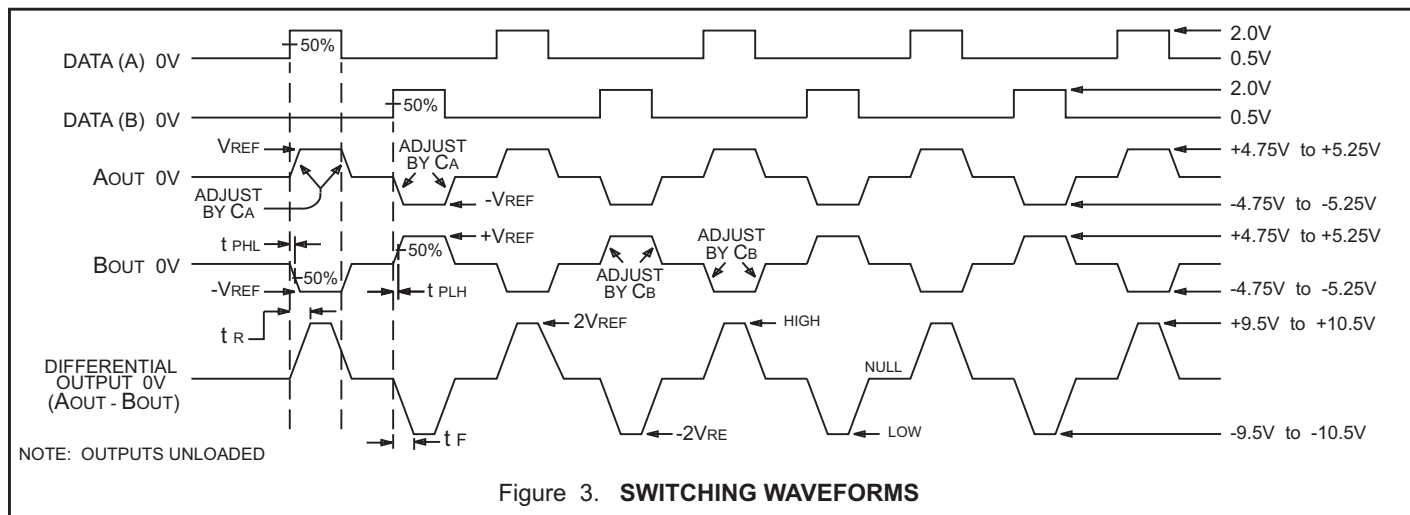 DATA (A) 0V
50%
2.0V
0.5V
DATA (B) 0V
50%
2.0V
0.5V
VREF
AOUT 0V
ADJUST
BY CA
ADJUST
BY CA
-VREF
+4.75V to +5.25V
-4.75V to -5.25V
t PHL
BOUT 0V
-VREF
50%
50%
+VREF
t PLH
ADJUST
BY CB
ADJUST
BY CB
+4.75V to +5.25V
-4.75V to -5.25V
t R
DIFFERENTIAL
OUTPUT 0V
(AOUT - BOUT)
2VREF
HIGH
NULL
+9.5V to +10.5V
t F
-2VRE
LOW
-9.5V to -10.5V
NOTE: OUTPUTS UNLOADED
Figure 3. SWITCHING WAVEFORMS